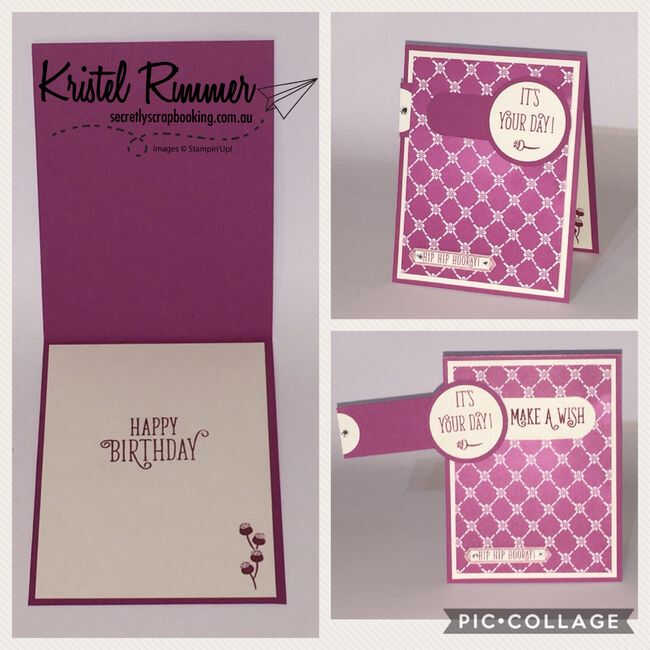 Kristel Rimmer
secretlyscrapbooking.com.au
Images © Stampin'Up!
HAPPY
BIRTHDAY
IT'S
YOUR DAY!
HIP HIP HOORAY!
IT'S
YOUR DAY!
MAKE A WISH
HIP HIP HOORAY!
PIC•COLLAGE